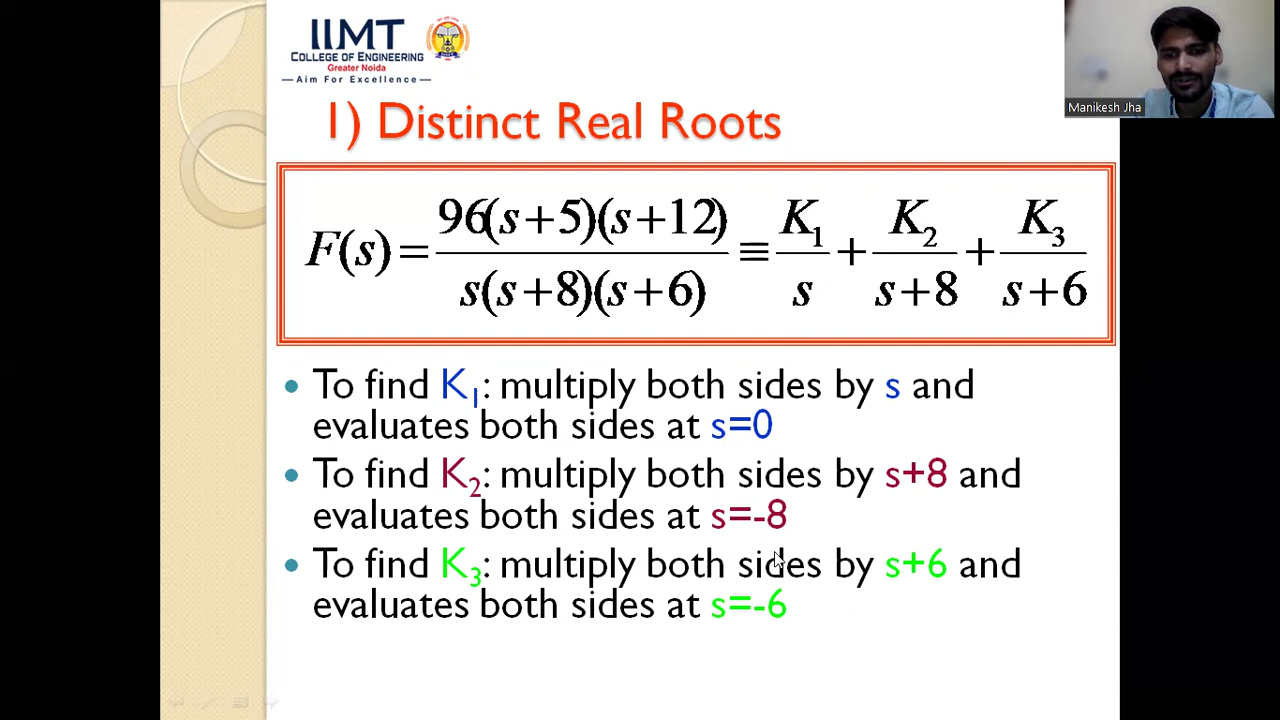 IIMT
COLLEGE OF ENGINEERING
Greater Noida
Aim For Excellence
Manikesh Jha
1) Distinct Real Roots
F(s) = 96(s+5)(s+12) / s(s+8)(s+6) ≡ K₁/s + K₂/(s+8) + K₃/(s+6)
To find K₁: multiply both sides by s and
evaluates both sides at s=0
To find K₂: multiply both sides by s+8 and
evaluates both sides at s=-8
To find K₃: multiply both sides by s+6 and
evaluates both sides at s=-6